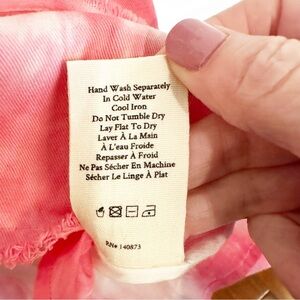 Hand Wash Separately
In Cold Water
Cool Iron
Do Not Tumble Dry
Lay Flat To Dry
Laver À La Main
À L'eau Froide
Repasser À Froid
Ne Pas Sécher En Machine
Sécher Le Linge À Plat
RN# 140873